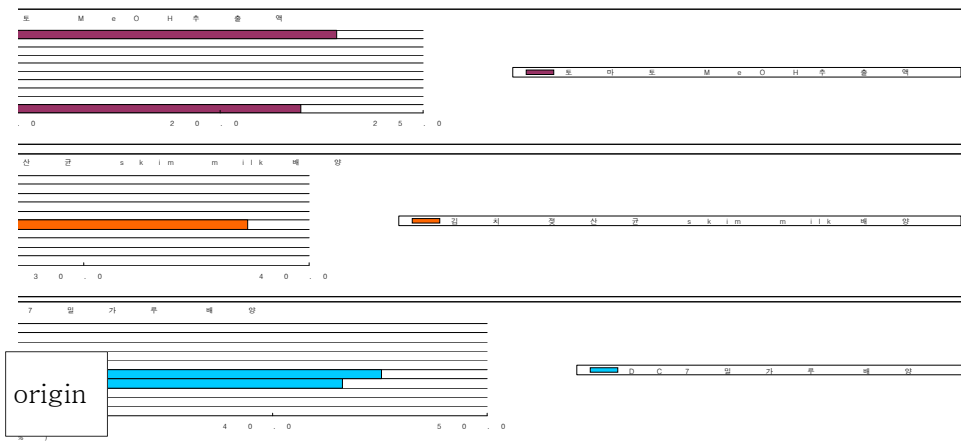 토 MeOH추출액
토마토 MeOH추출액
.0 20.0 25.0
산균 skim milk 배양
김치젖산균 skim milk 배양
30.0 40.0
7밀가루 배양
DC7밀가루 배양
origin
40.0 50.0
%)